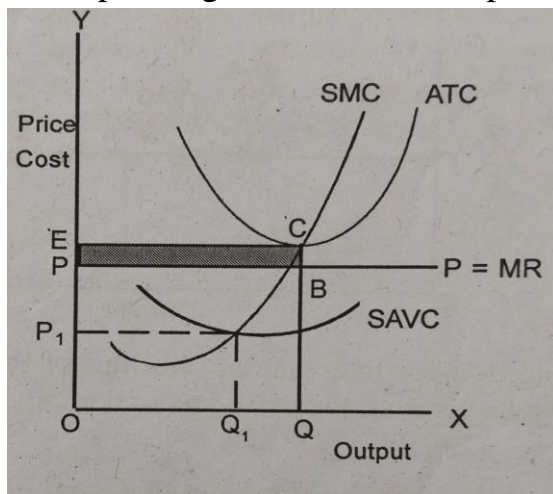 Y
SMC ATC
Price
Cost
C
E
P
P = MR
B
SAVC
P₁
O
Q₁
Q
X
Output